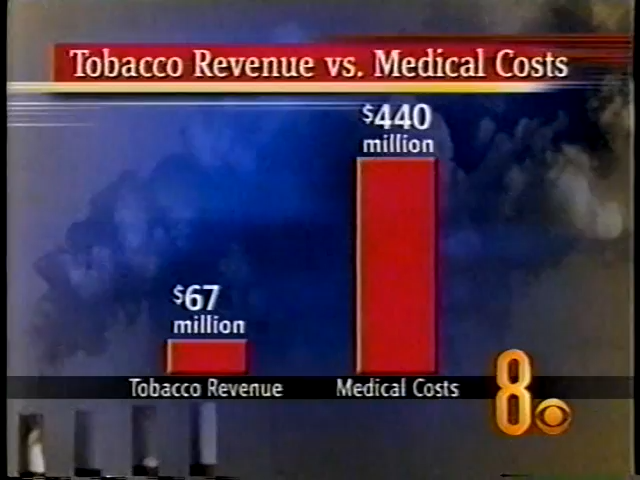 Tobacco Revenue vs. Medical Costs
$440
million
$67
million
Tobacco Revenue
Medical Costs
8